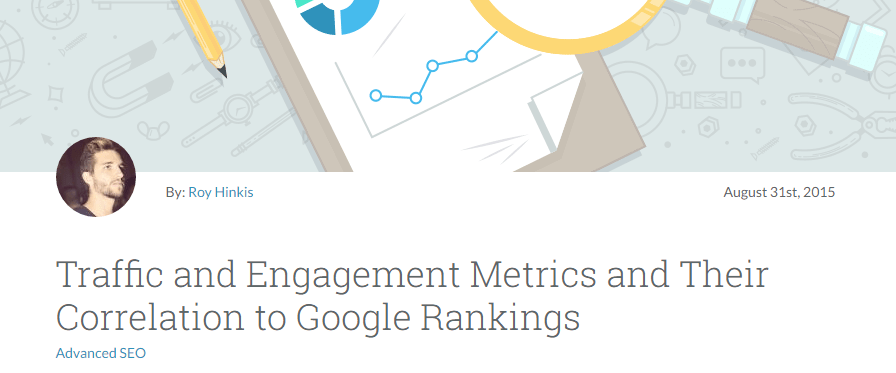 By: Roy Hinkis
August 31st, 2015
Traffic and Engagement Metrics and Their
Correlation to Google Rankings
Advanced SEO